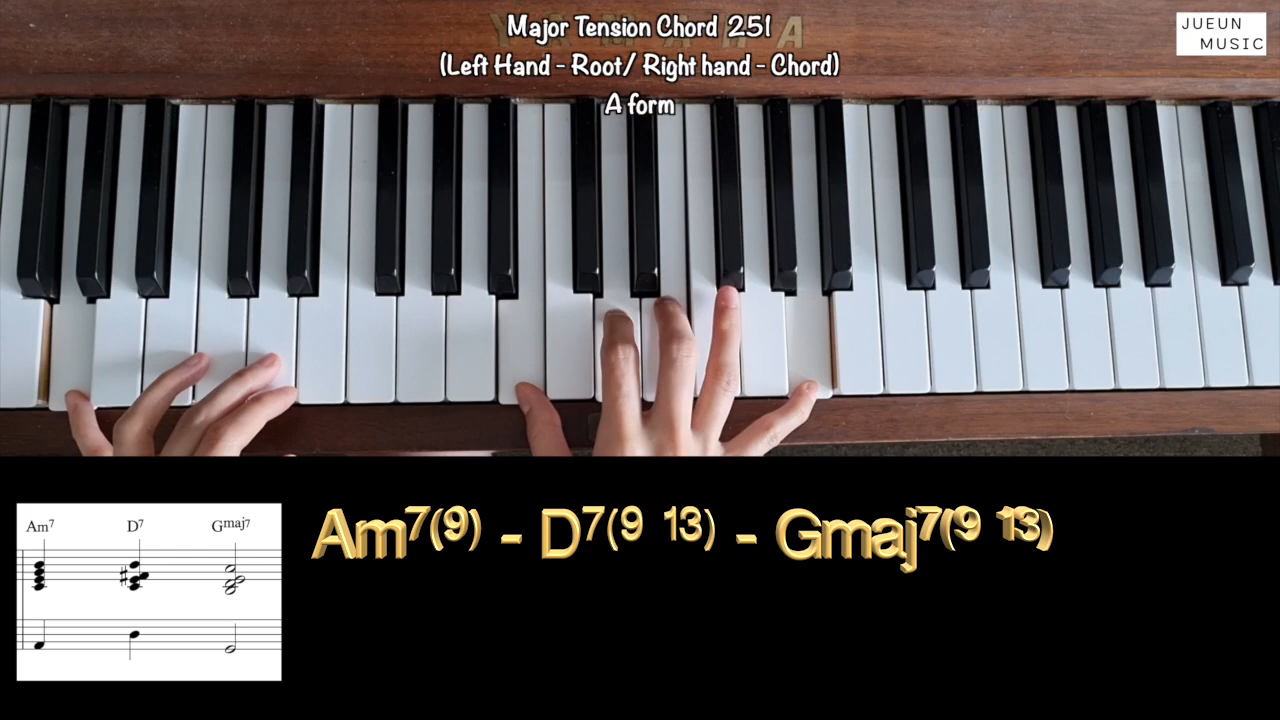 Major Tension Chord 251
(Left Hand - Root/ Right hand - Chord)
A form
JUEUN
MUSIC
YAMAHA
Am7(9) - D7(9 13) - Gmaj7(9 13)
Am7 D7 Gmaj7